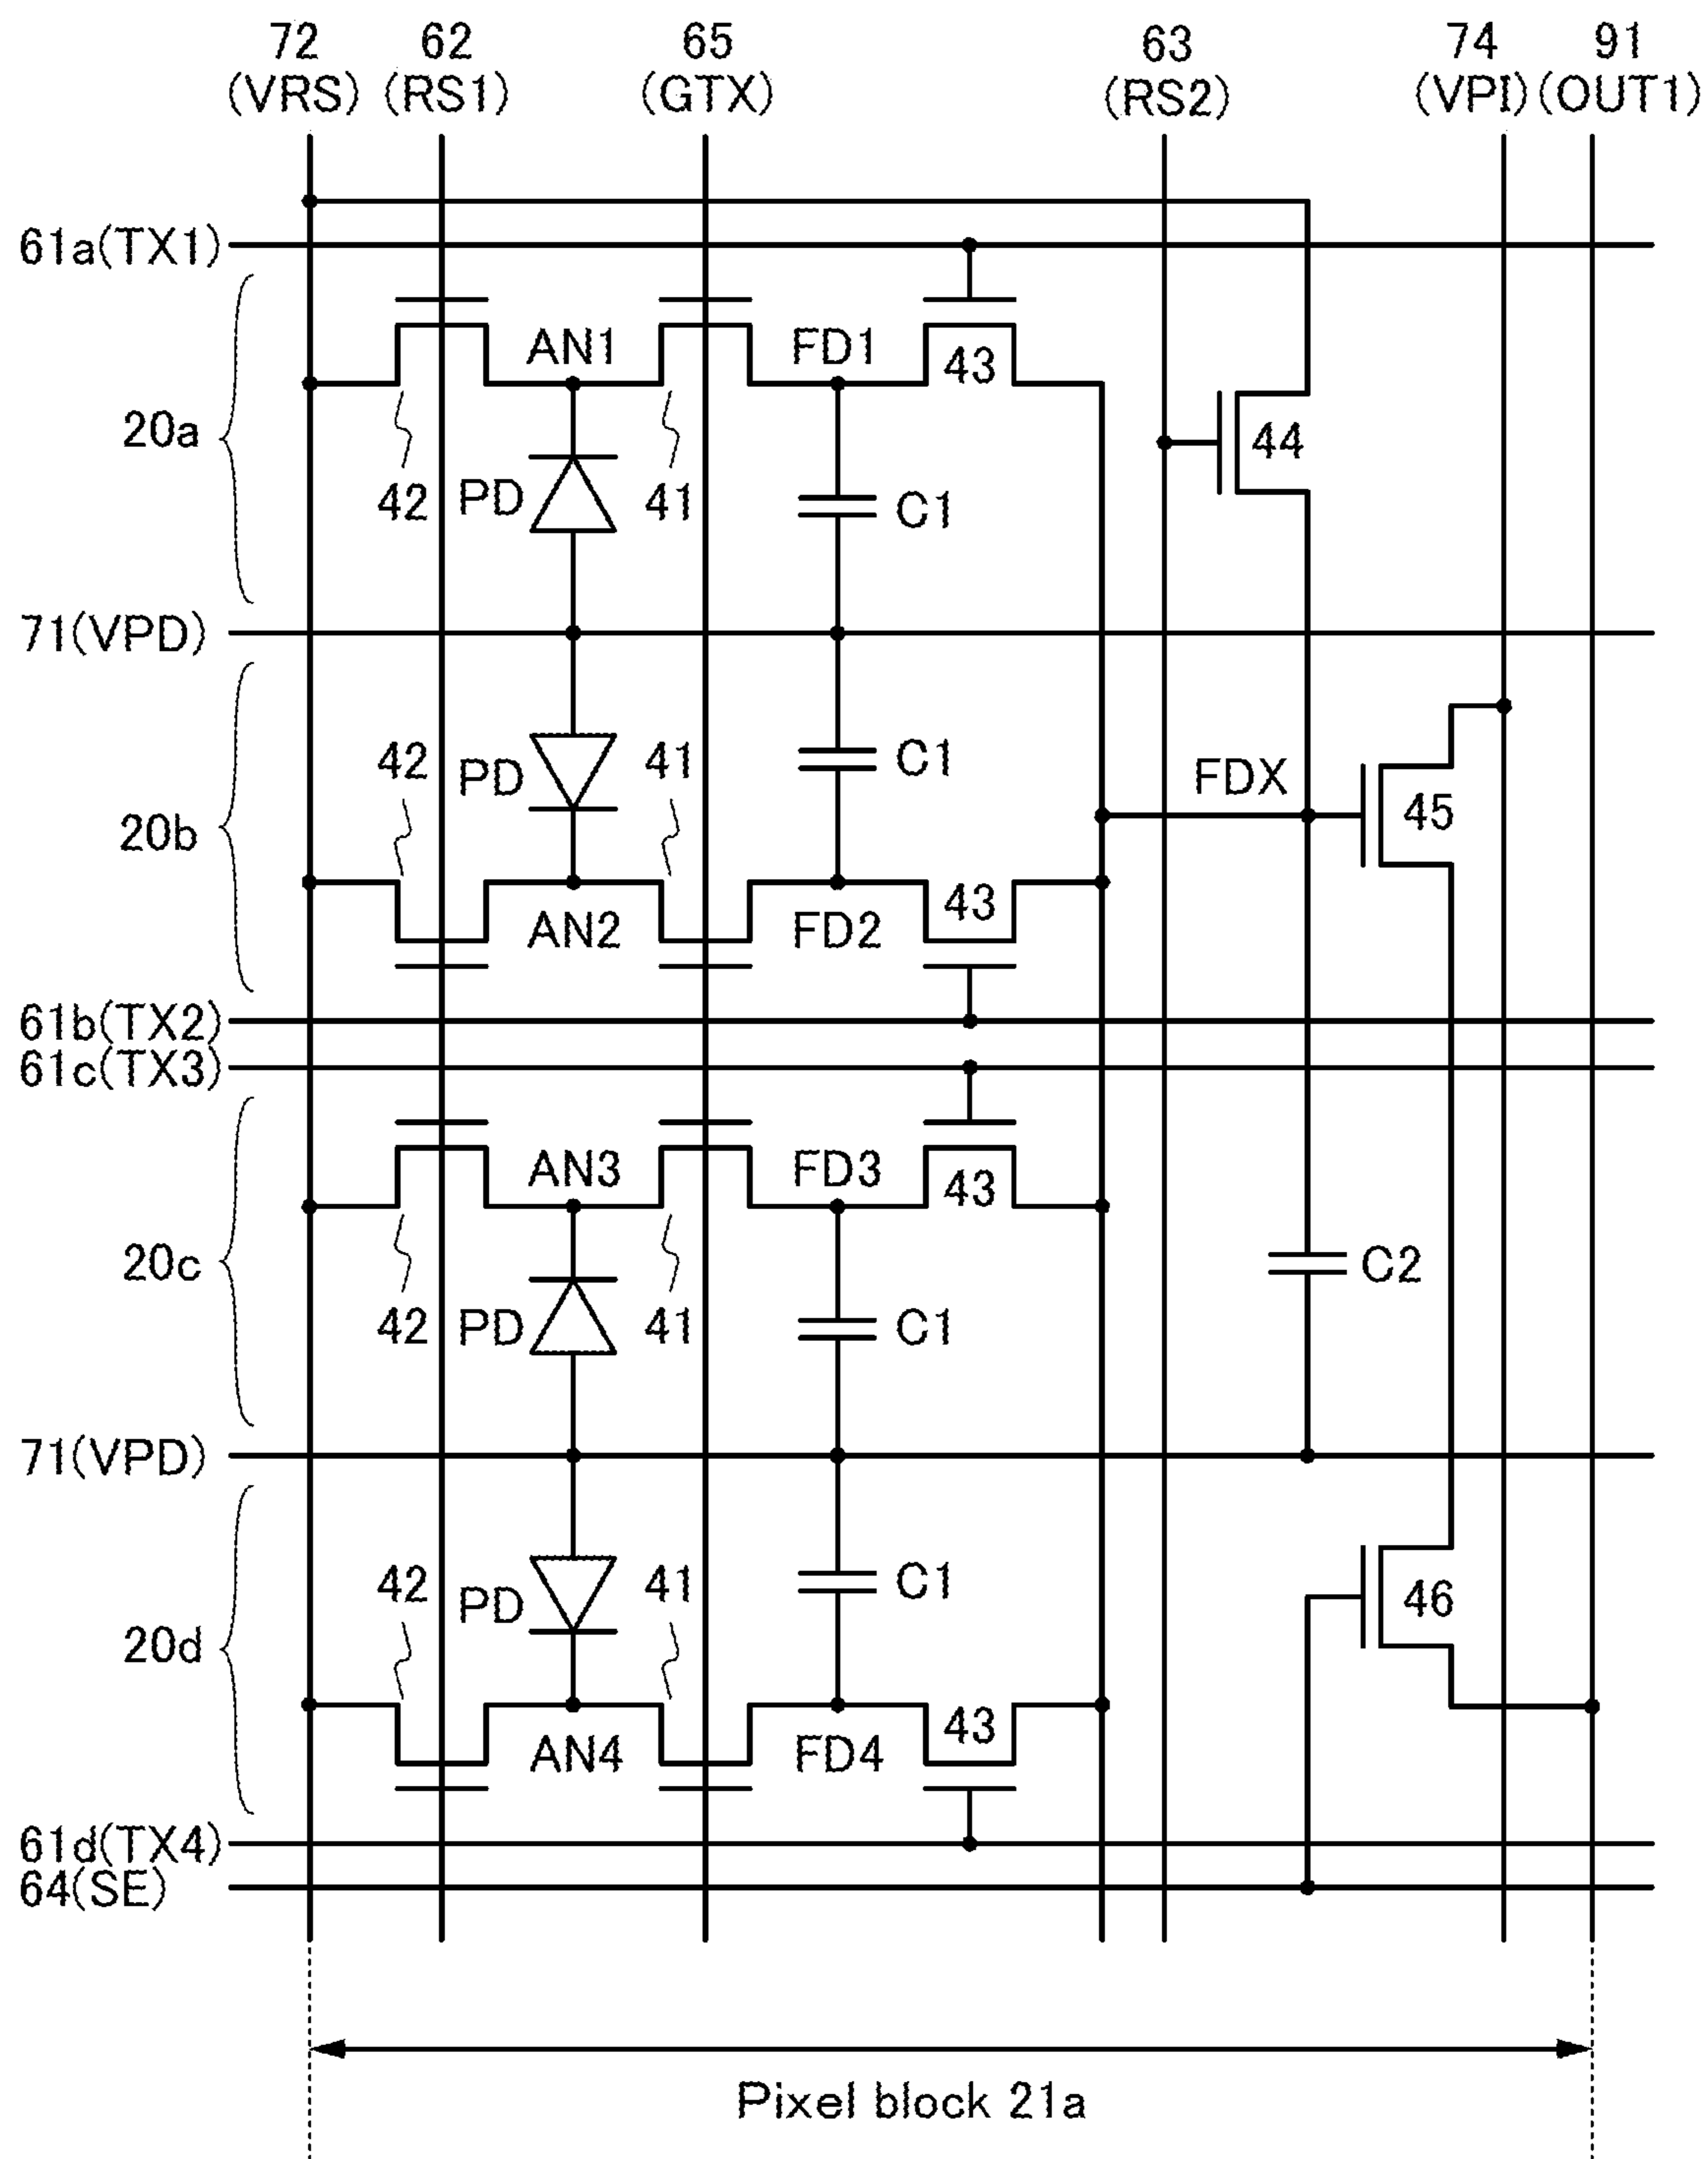 72 62 65 63 74 91
(VRS) (RS1) (GTX) (RS2) (VPI) (OUT1)
61a(TX1)
AN1 FD1 43
20a 44
42 PD 41 C1
71(VPD)
42 PD 41 C1
FDX
20b 45
43
AN2 FD2
61b(TX2)
61c(TX3)
AN3 FD3 43
20c C2
42 PD 41 C1
71(VPD)
42 PD 41 C1
46
20d
43
AN4 FD4
61d(TX4)
64(SE)
Pixel block 21a